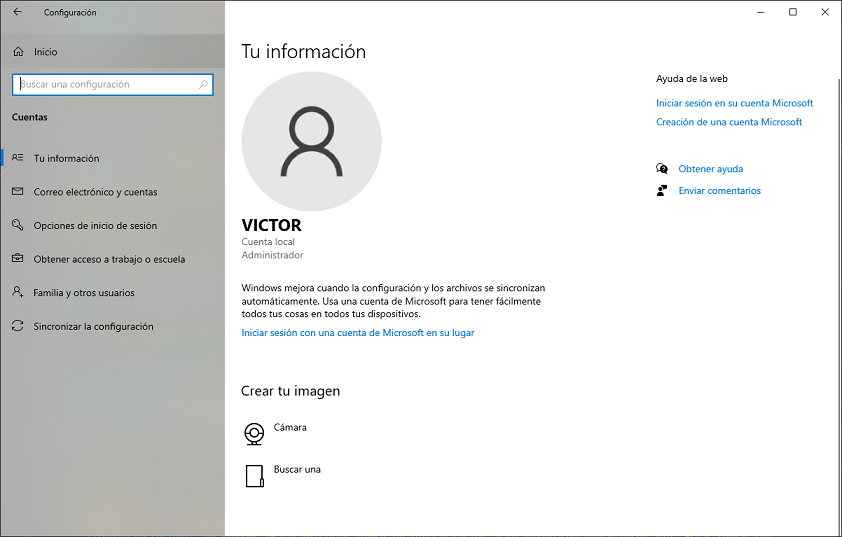 Configuración
Inicio
Buscar una configuración
Cuentas
Tu información
Correo electrónico y cuentas
Opciones de inicio de sesión
Obtener acceso a trabajo o escuela
Familia y otros usuarios
Sincronizar la configuración
Tu información
VICTOR
Cuenta local
Administrador
Windows mejora cuando la configuración y los archivos se sincronizan
automáticamente. Usa una cuenta de Microsoft para tener fácilmente
todos tus cosas en todos tus dispositivos.
Iniciar sesión con una cuenta de Microsoft en su lugar
Crear tu imagen
Cámara
Buscar una
Ayuda de la web
Iniciar sesión en su cuenta Microsoft
Creación de una cuenta Microsoft
Obtener ayuda
Enviar comentarios